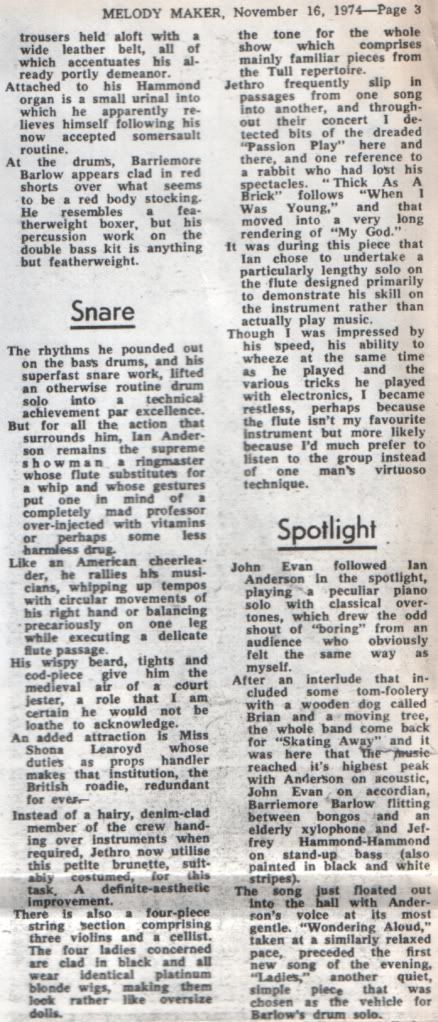 MELODY MAKER, November 16, 1974—Page 3
trousers held aloft with a
wide leather belt, all of
which accentuates his al-
ready portly demeanor.
Attached to his Hammond
organ is a small urinal into
which he apparently re-
lieves himself following his
now accepted somersault
routine.
At the drums, Barriemore
Barlow appears clad in red
shorts over what seems
to be a red body stocking.
He resembles a fea-
therweight boxer, but his
percussion work on the
double bass kit is anything
but featherweight.
Snare
The rhythms he pounded out
on the bass drums, and his
superfast snare work, lifted
an otherwise routine drum
solo into a technical
achievement par excellence.
But for all the action that
surrounds him, Ian Ander-
son remains the supreme
showman, a ringmaster
whose flute substitutes for
a whip and whose gestures
put one in mind of a
completely mad professor
over-injected with vitamins
or perhaps some less
harmless drug.
Like an American cheerlea-
der, he rallies his musi-
cians, whipping up tempos
with circular movements of
his right hand or balancing
precariously on one leg
while executing a delicate
flute passage.
His wispy beard, tights and
cod-piece give him the
medieval air of a court
jester, a role that I am
certain he would not be
loathe to acknowledge.
An added attraction is Miss
Shona Learoyd whose
duties as props handler
makes that institution, the
British roadie, redundant
for ever.
Instead of a hairy, denim-clad
member of the crew hand-
ing over instruments when
required, Jethro now utilise
this petite brunette, suit-
ably costumed, for this
task. A definite-aesthetic
improvement.
There is also a four-piece
string section comprising
three violins and a cellist.
The four ladies concerned
are clad in black and all
wear identical platinum
blonde wigs, making them
look rather like oversize
dolls.
the tone for the whole
show which comprises
mainly familiar pieces from
the Tull repertoire.
Jethro frequently slip in
passages from one song
into another, and through-
out their concert I de-
tected bits of the dreaded
"Passion Play" here and
there, and one reference to
a rabbit who had lost his
spectacles. "Thick As A
Brick" follows "When I
Was Young," and that
moved into a very long
rendering of "My God."
It was during this piece that
Ian chose to undertake a
particularly lengthy solo on
the flute designed primarily
to demonstrate his skill on
the instrument rather than
actually play music.
Though I was impressed by
his speed, his ability to
wheeze at the same time
as he played and the
various tricks he played
with electronics, I became
restless, perhaps because
the flute isn't my favourite
instrument but more likely
because I'd much prefer to
listen to the group instead
of one man's virtuoso
technique.
Spotlight
John Evan followed Ian
Anderson in the spotlight,
playing a peculiar piano
solo with classical over-
tones, which drew the odd
shout of "boring" from an
audience who obviously
felt the same way as
myself.
After an interlude that in-
cluded some tom-foolery
with a wooden dog called
Brian and a moving tree,
the whole band come back
for "Skating Away" and it
was here that the music
reached it's highest peak
with Anderson on acoustic,
John Evan on accordian,
Barriemore Barlow flitting
between bongos and an
elderly xylophone and Jef-
frey Hammond-Hammond
on stand-up bass (also
painted in black and white
stripes).
The song just floated out
into the hall with Ander-
son's voice at its most
gentle. "Wondering Aloud,"
taken at a similarly relaxed
pace, preceded the first
new song of the evening,
"Ladies," another quiet,
simple piece that was
chosen as the vehicle for
Barlow's drum solo.